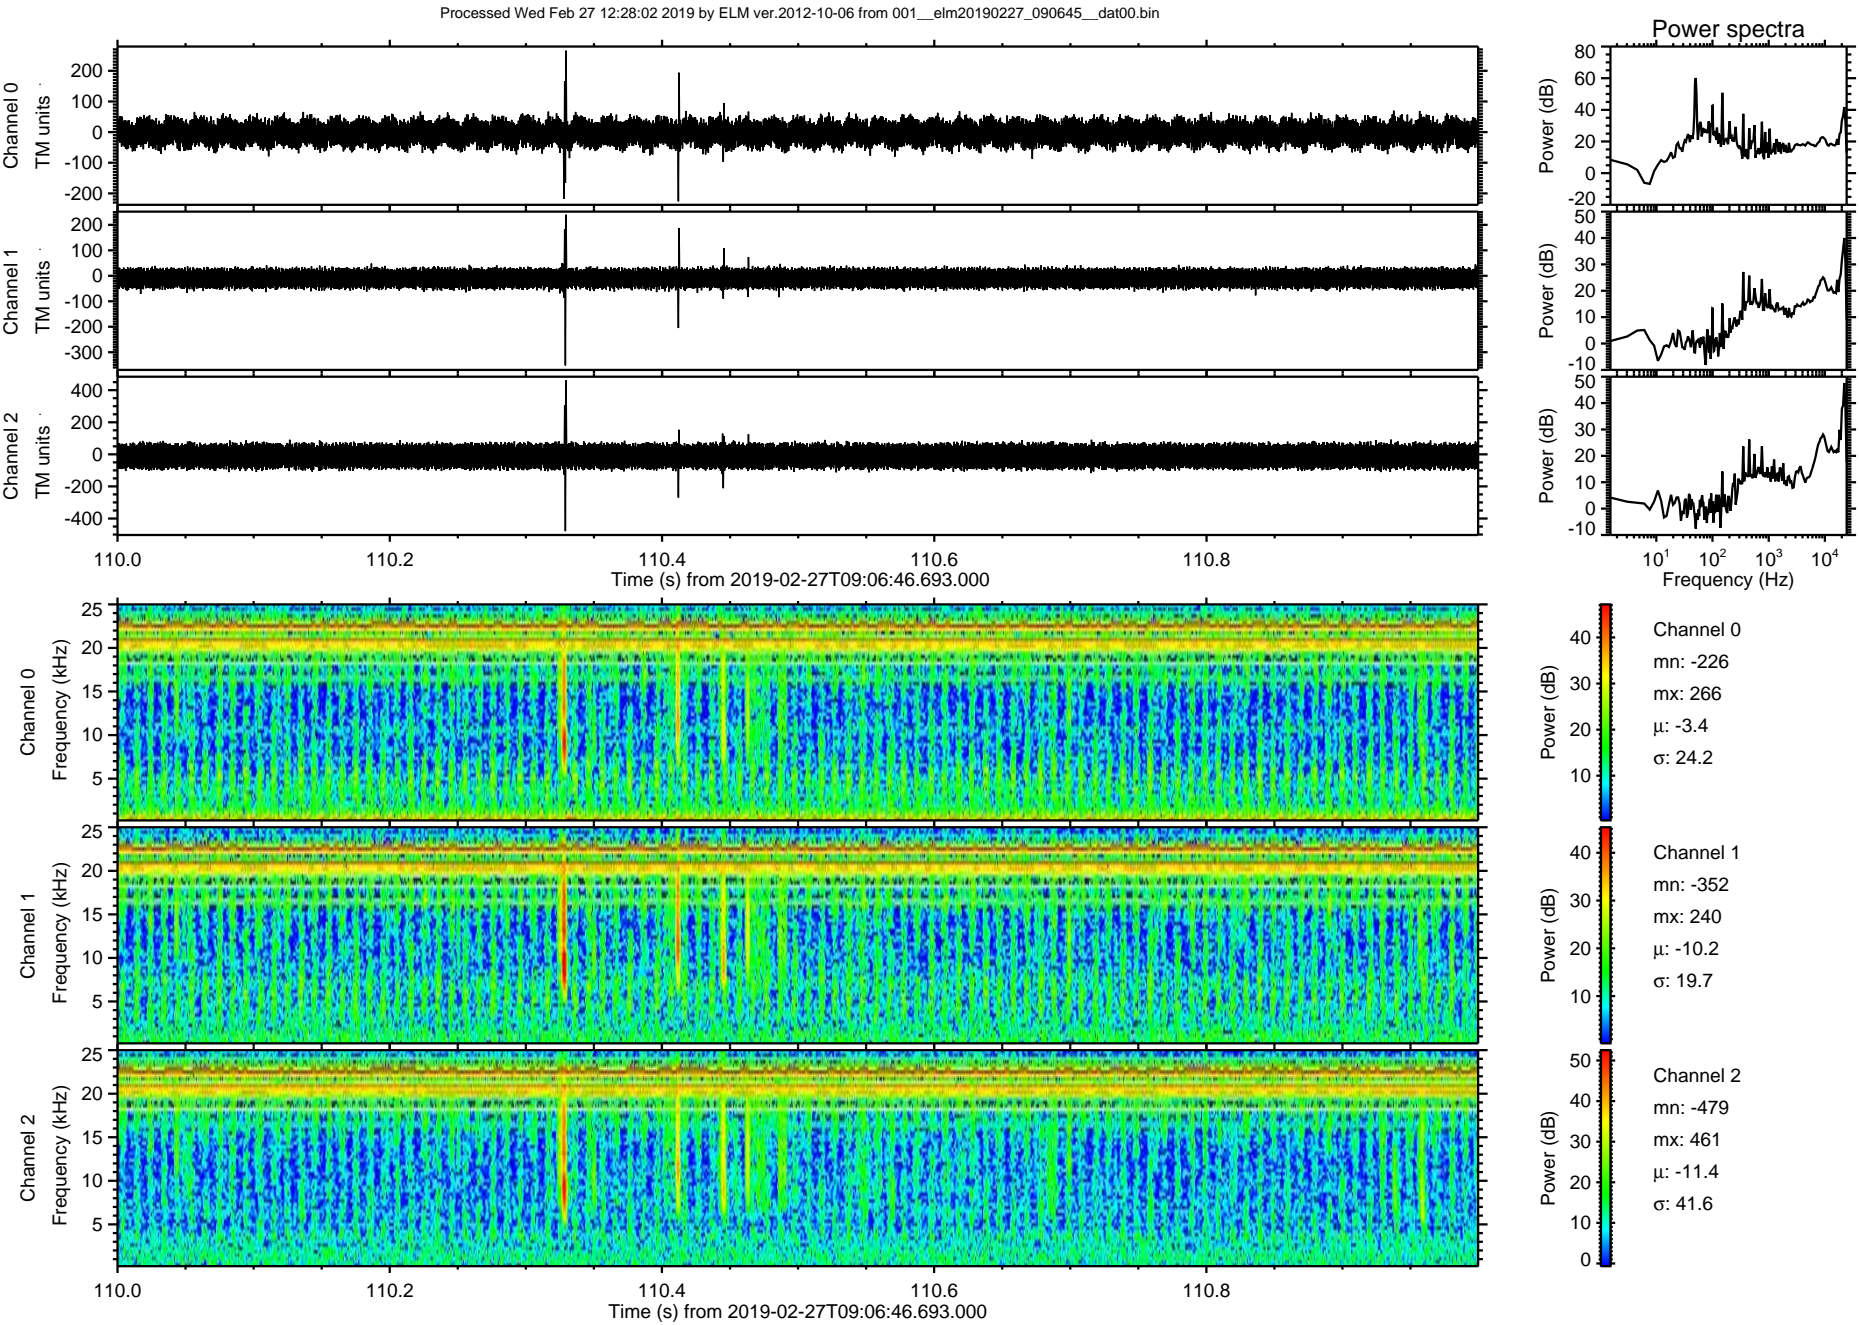 Processed Wed Feb 27 12:28:02 2019 by ELM ver.2012-10-06 from 001__elm20190227_090645__dat00.bin
Power spectra
Channel 0
TM units
200
100
0
-100
-200
Power (dB)
80
60
40
20
0
-20
Channel 1
TM units
200
100
0
-100
-200
-300
Power (dB)
50
40
30
20
10
0
-10
Channel 2
TM units
400
200
0
-200
-400
Power (dB)
50
40
30
20
10
0
-10
110.0 110.2 110.4 110.6 110.8
Time (s) from 2019-02-27T09:06:46.693.000
10¹ 10² 10³ 10⁴
Frequency (Hz)
Channel 0
Frequency (kHz)
25
20
15
10
5
Power (dB)
40
30
20
10
Channel 0
mn: -226
mx: 266
µ: -3.4
σ: 24.2
Channel 1
Frequency (kHz)
25
20
15
10
5
Power (dB)
40
30
20
10
Channel 1
mn: -352
mx: 240
µ: -10.2
σ: 19.7
Channel 2
Frequency (kHz)
25
20
15
10
5
Power (dB)
50
40
30
20
10
0
Channel 2
mn: -479
mx: 461
µ: -11.4
σ: 41.6
110.0 110.2 110.4 110.6 110.8
Time (s) from 2019-02-27T09:06:46.693.000